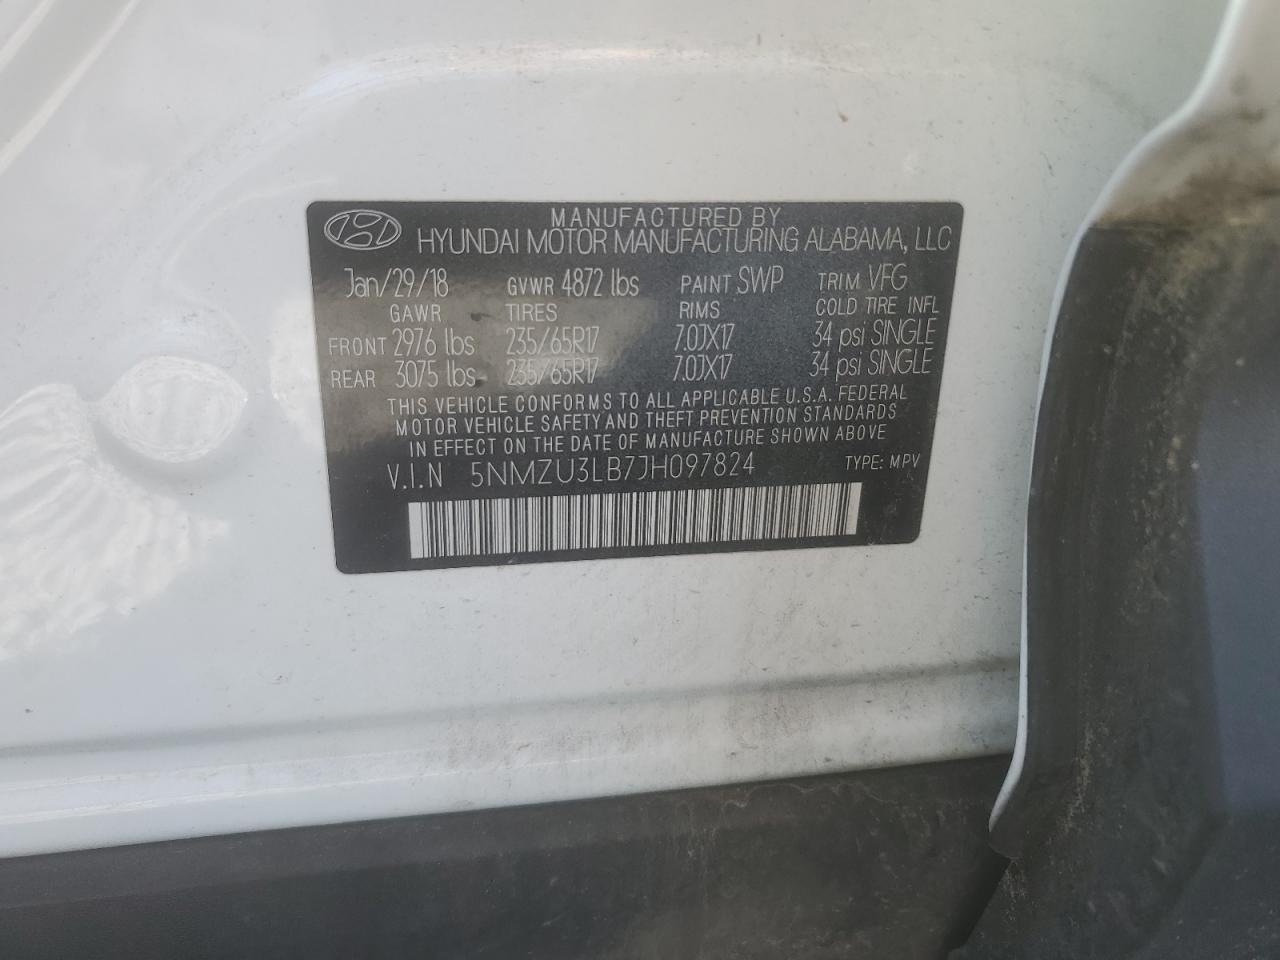 MANUFACTURED BY
HYUNDAI MOTOR MANUFACTURING ALABAMA, LLC
Jan/29/18 GVWR 4872 lbs PAINT SWP TRIM VFG
GAWR TIRES RIMS COLD TIRE INFL
FRONT 2976 lbs 235/65R17 7.0JX17 34 psi SINGLE
REAR 3075 lbs 235/65R17 7.0JX17 34 psi SINGLE
THIS VEHICLE CONFORMS TO ALL APPLICABLE U.S.A. FEDERAL
MOTOR VEHICLE SAFETY AND THEFT PREVENTION STANDARDS
IN EFFECT ON THE DATE OF MANUFACTURE SHOWN ABOVE
V.I.N 5NMZU3LB7JH097824 TYPE: MPV